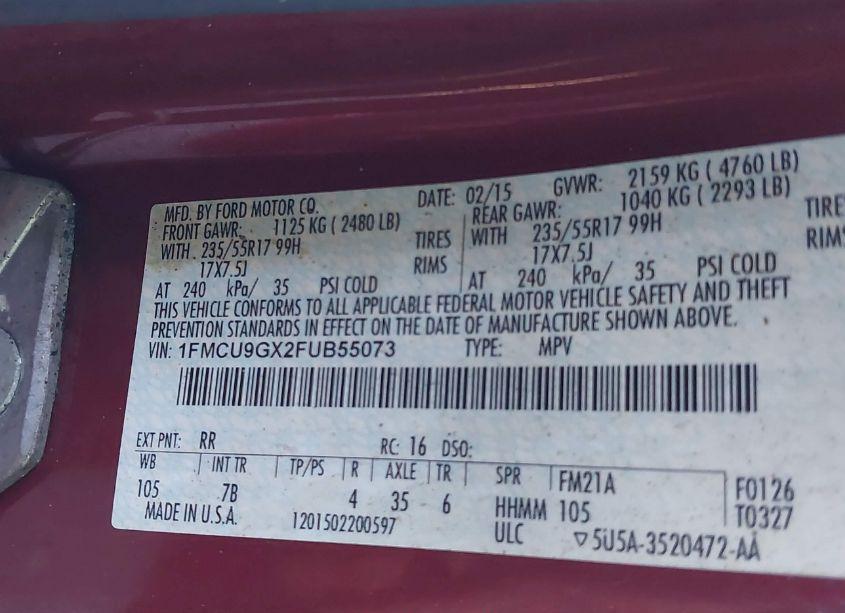 MFD. BY FORD MOTOR CO. DATE: 02/15 GVWR: 2159 KG ( 4760 LB)
FRONT GAWR: 1125 KG ( 2480 LB) REAR GAWR: 1040 KG ( 2293 LB)
WITH 235/55R17 99H TIRES WITH 235/55R17 99H TIRE
17X7.5J RIMS 17X7.5J RIMS
AT 240 kPa/ 35 PSI COLD AT 240 kPa/ 35 PSI COLD
THIS VEHICLE CONFORMS TO ALL APPLICABLE FEDERAL MOTOR VEHICLE SAFETY AND THEFT
PREVENTION STANDARDS IN EFFECT ON THE DATE OF MANUFACTURE SHOWN ABOVE.
VIN: 1FMCU9GX2FUB55073 TYPE: MPV
EXT PNT: RR RC: 16 DSO:
WB INT TR TP/PS R AXLE TR SPR FM21A F0126
105 7B 4 35 6 HHMM 105 T0327
MADE IN U.S.A. 1201502200597 ULC ▽5U5A-3520472-AA